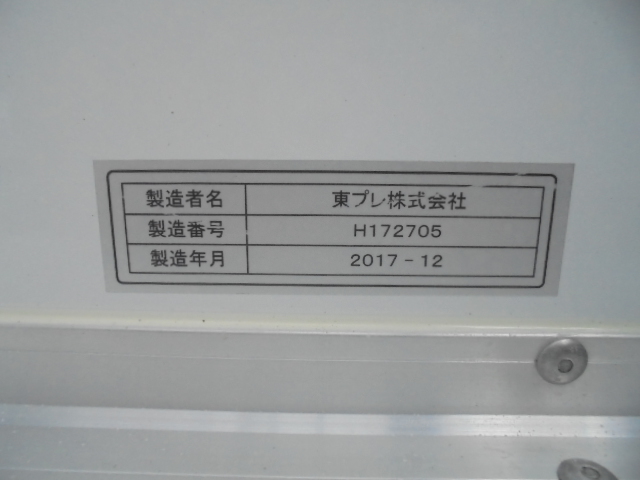 製造者名 東プレ株式会社
製造番号 H172705
製造年月 2017-12